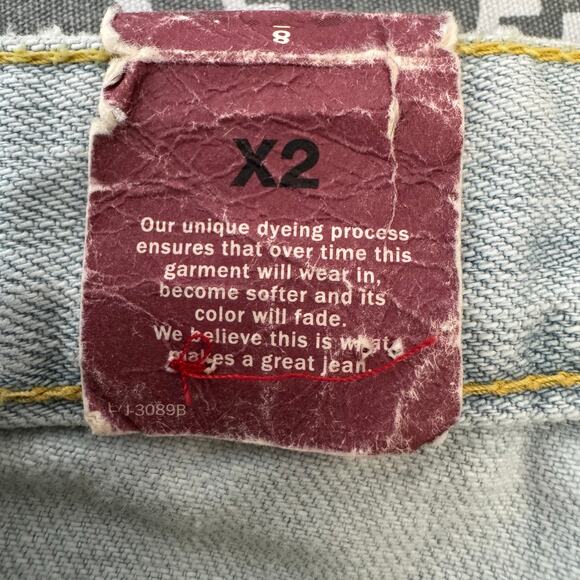 8
X2
Our unique dyeing process
ensures that over time this
garment will wear in,
become softer and its
color will fade.
We believe this is what
makes a great jean.